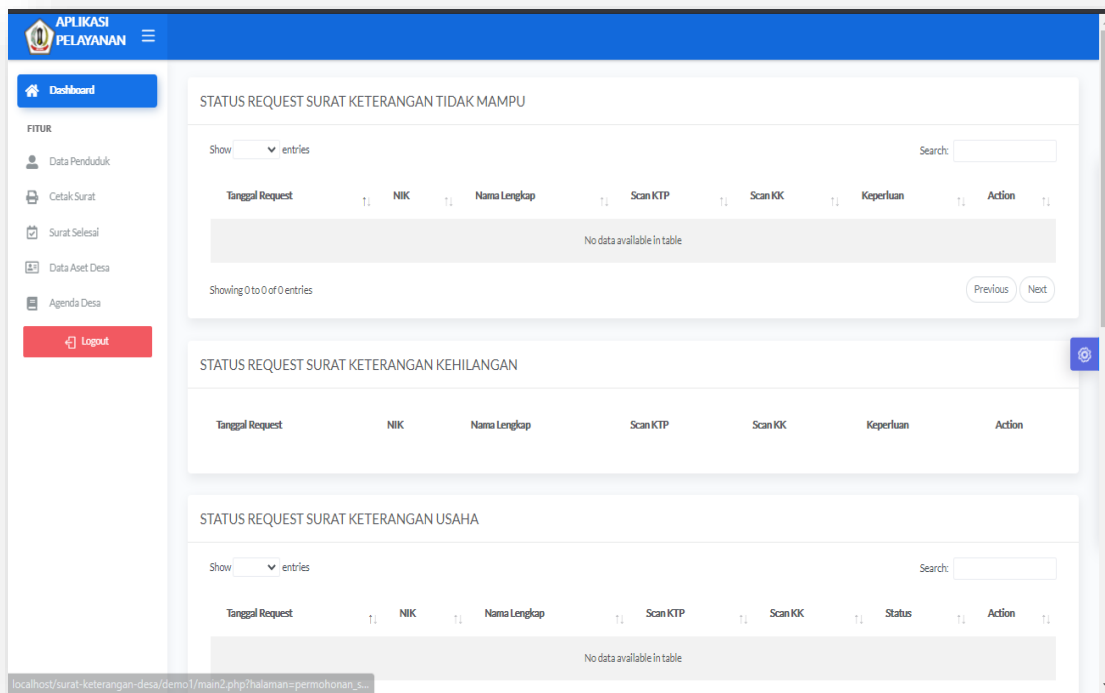 APLIKASI
PELAYANAN
Dashboard
FITUR
Data Penduduk
Cetak Surat
Surat Selesai
Data Aset Desa
Agenda Desa
Logout
STATUS REQUEST SURAT KETERANGAN TIDAK MAMPU
Show entries Search:
Tanggal Request NIK Nama Lengkap Scan KTP Scan KK Keperluan Action
No data available in table
Showing 0 to 0 of 0 entries Previous Next
STATUS REQUEST SURAT KETERANGAN KEHILANGAN
Tanggal Request NIK Nama Lengkap Scan KTP Scan KK Keperluan Action
STATUS REQUEST SURAT KETERANGAN USAHA
Show entries Search:
Tanggal Request NIK Nama Lengkap Scan KTP Scan KK Status Action
No data available in table
localhost/surat-keterangan-desa/demo1/main2.php?halaman=permohonan_s...